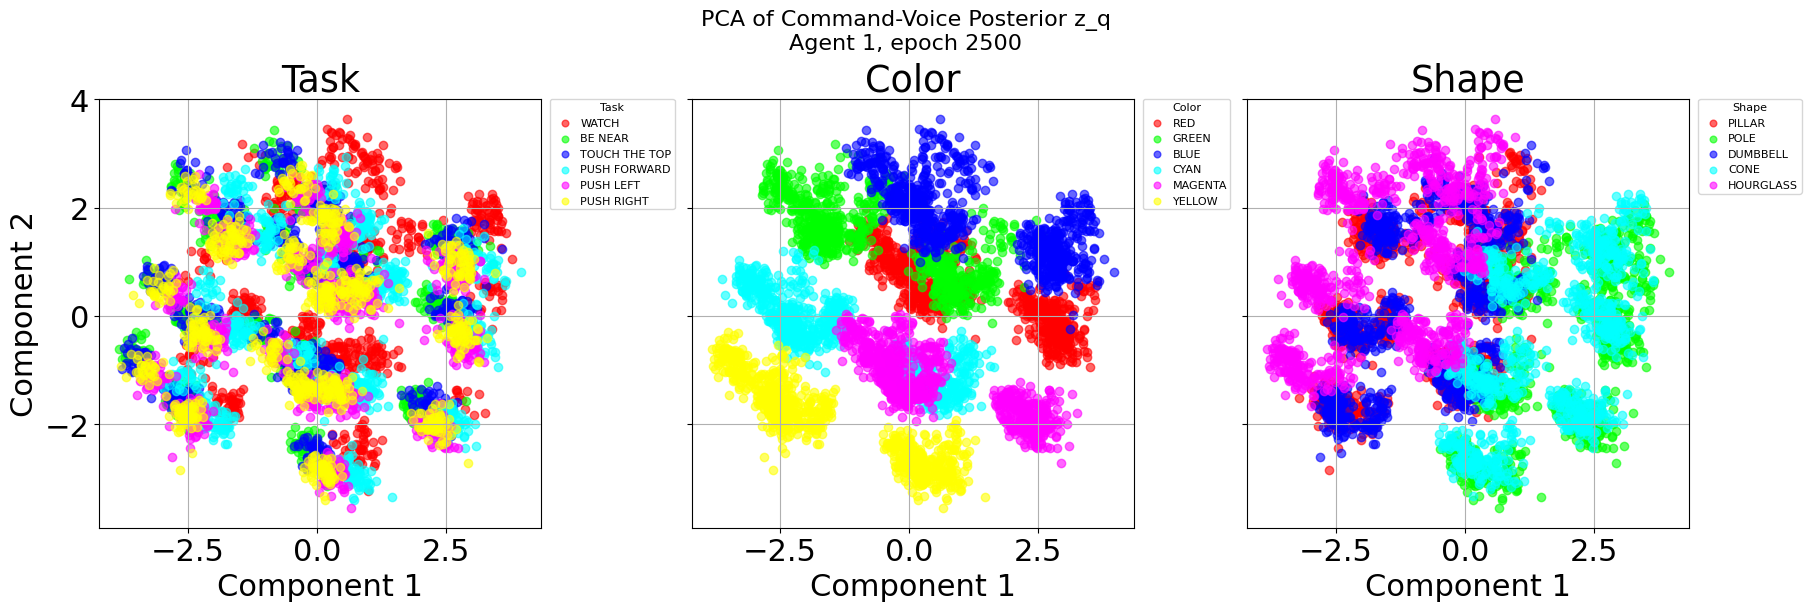 PCA of Command-Voice Posterior z_q
Agent 1, epoch 2500
Task
Color
Shape
Task
WATCH
BE NEAR
TOUCH THE TOP
PUSH FORWARD
PUSH LEFT
PUSH RIGHT
Color
RED
GREEN
BLUE
CYAN
MAGENTA
YELLOW
Shape
PILLAR
POLE
DUMBBELL
CONE
HOURGLASS
Component 2
4
2
0
−2
−2.5 0.0 2.5
−2.5 0.0 2.5
−2.5 0.0 2.5
Component 1
Component 1
Component 1